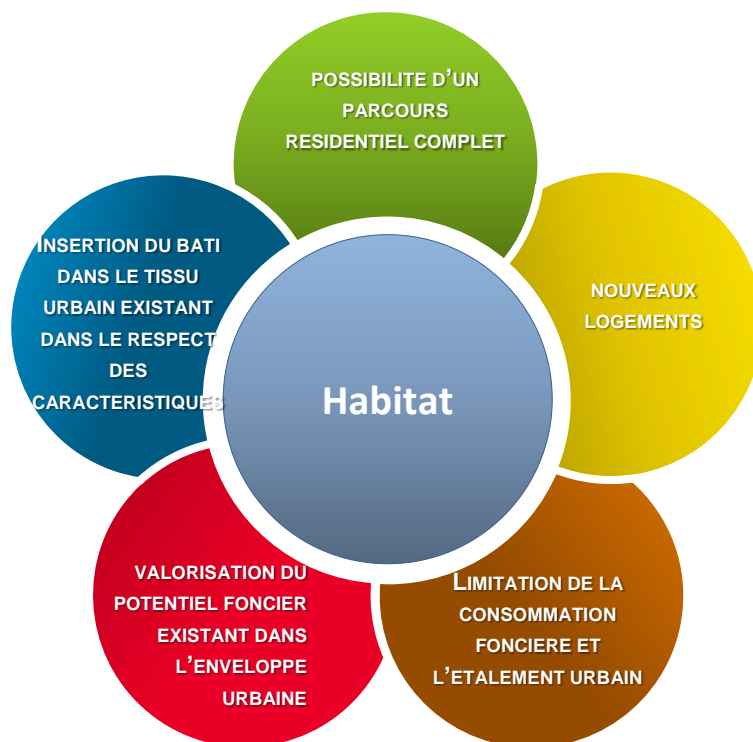 POSSIBILITE D'UN
PARCOURS
RESIDENTIEL COMPLET
NOUVEAUX
LOGEMENTS
LIMITATION DE LA
CONSOMMATION
FONCIERE ET
L'ETALEMENT URBAIN
VALORISATION DU
POTENTIEL FONCIER
EXISTANT DANS
L'ENVELOPPE
URBAINE
INSERTION DU BATI
DANS LE TISSU
URBAIN EXISTANT
DANS LE RESPECT
DES
CARACTERISTIQUES
Habitat